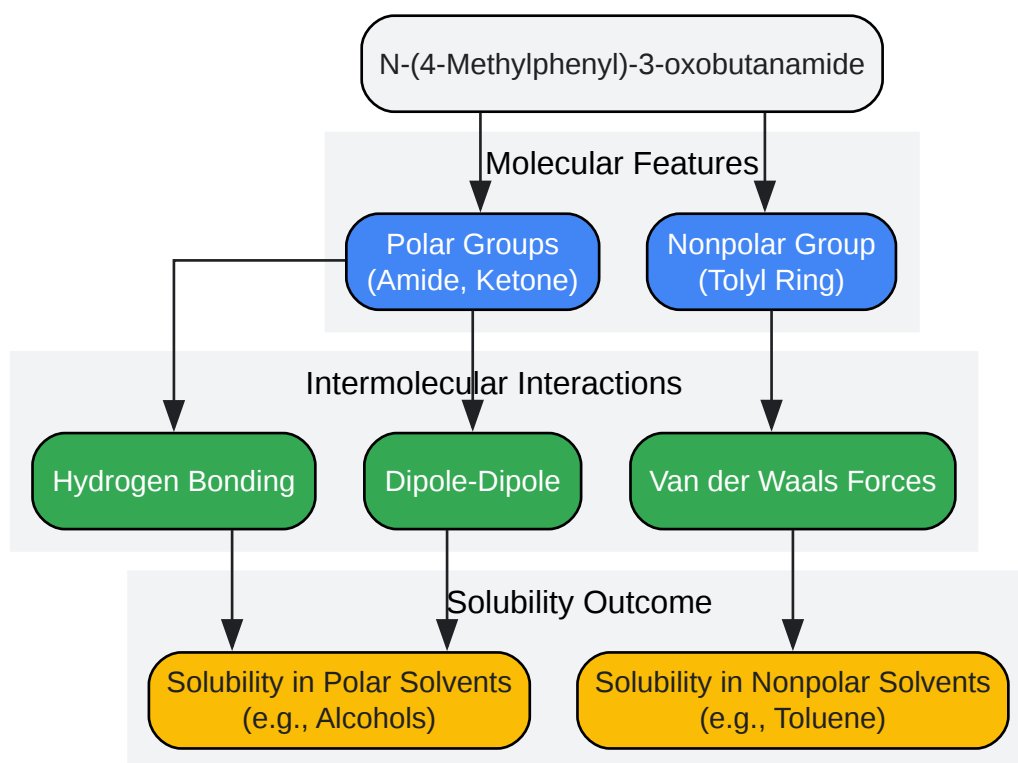 N-(4-Methylphenyl)-3-oxobutanamide
Molecular Features
Polar Groups
(Amide, Ketone)
Nonpolar Group
(Tolyl Ring)
Intermolecular Interactions
Hydrogen Bonding
Dipole-Dipole
Van der Waals Forces
Solubility Outcome
Solubility in Polar Solvents
(e.g., Alcohols)
Solubility in Nonpolar Solvents
(e.g., Toluene)